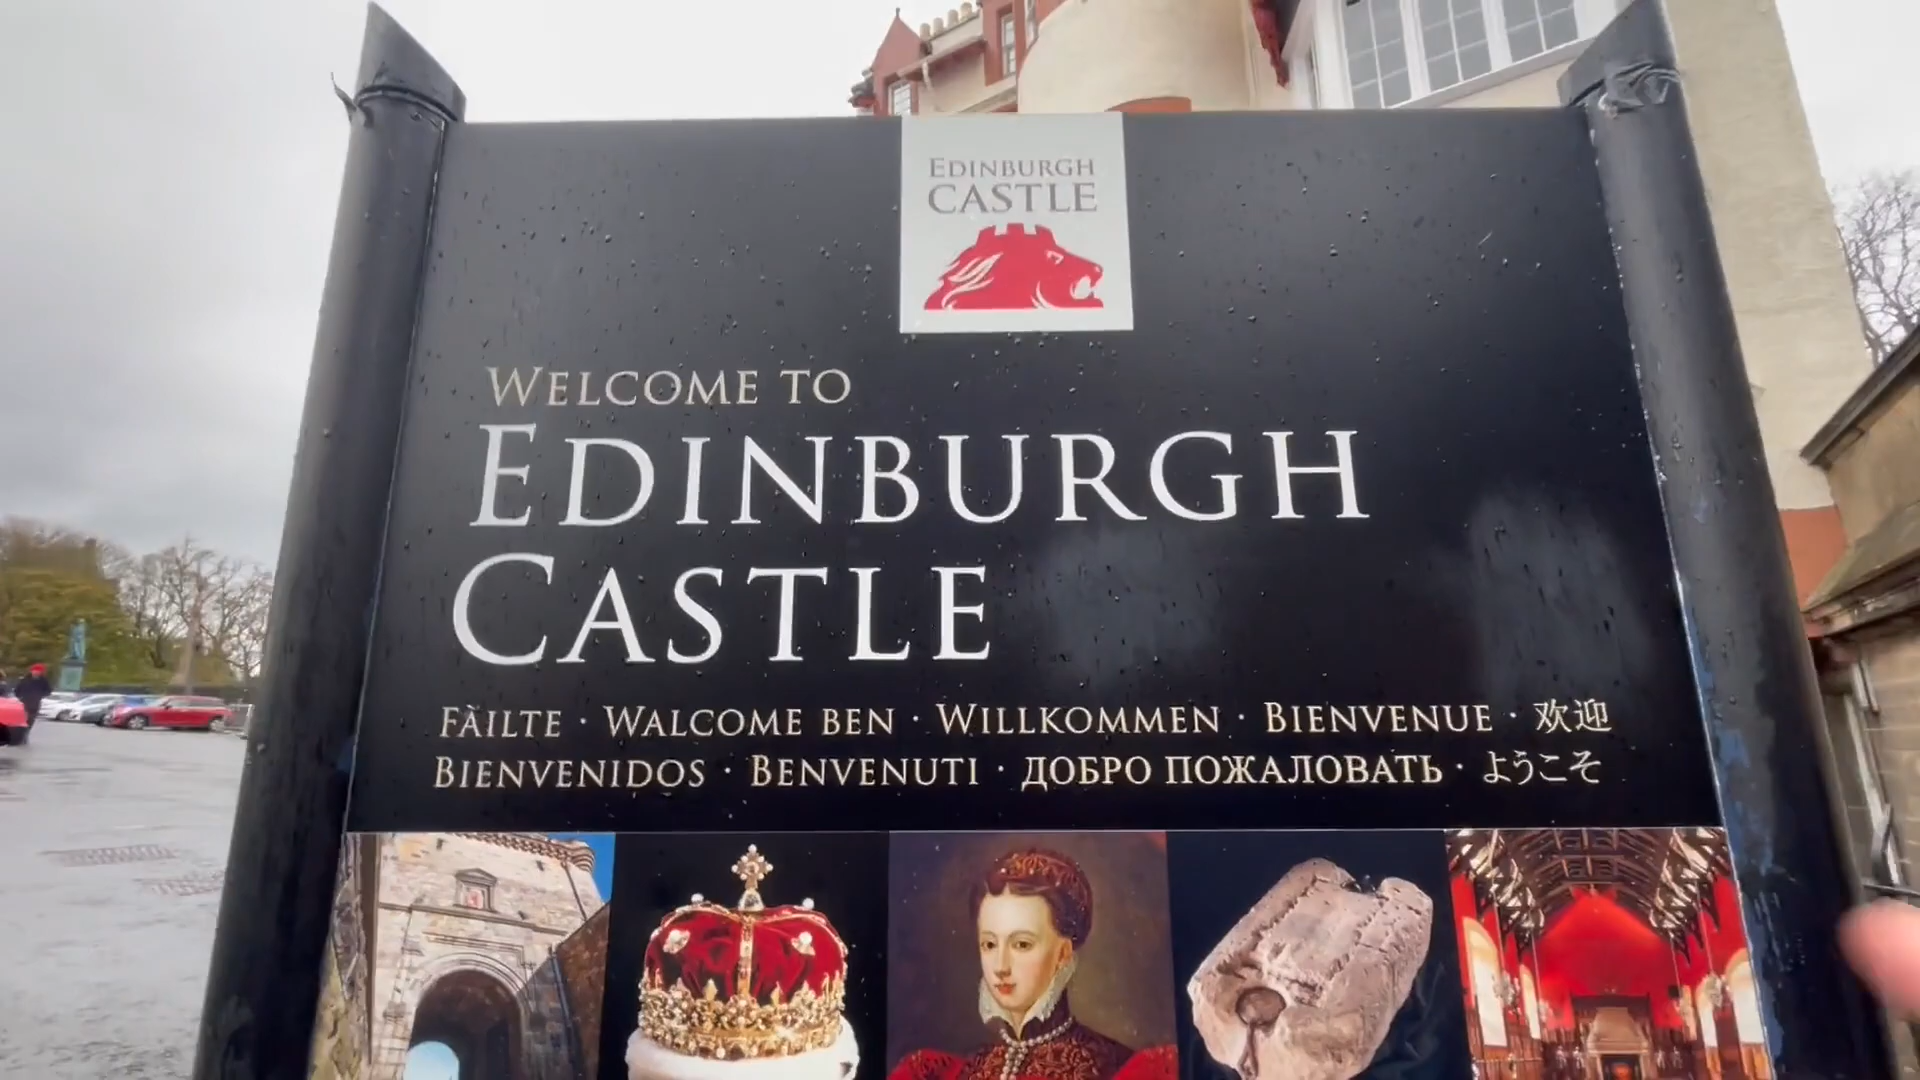 EDINBURGH
CASTLE
WELCOME TO
EDINBURGH
CASTLE
FÀILTE · WALCOME BEN · WILLKOMMEN · BIENVENUE · 欢迎
BIENVENIDOS · BENVENUTI · ДОБРО ПОЖАЛОВАТЬ · ようこそ